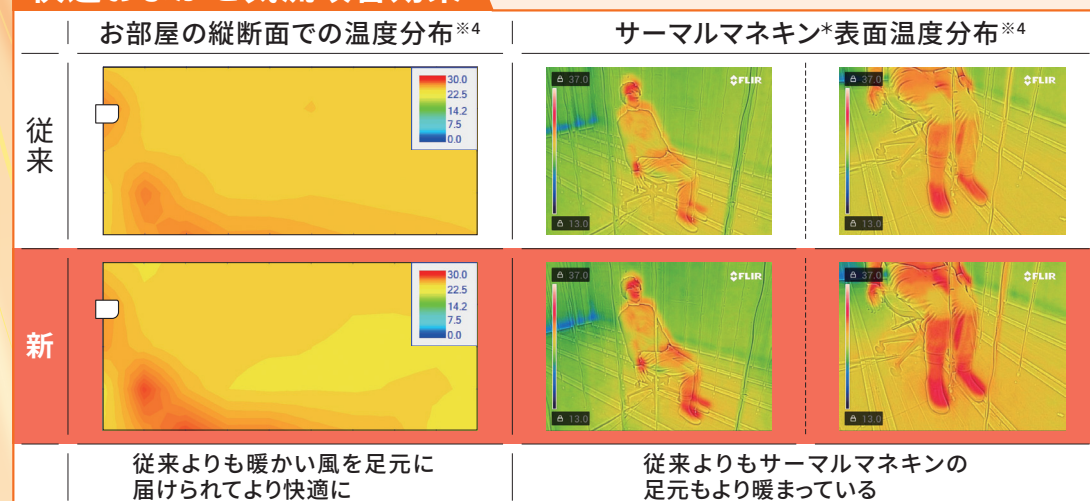 お部屋の縦断面での温度分布※4
サーマルマネキン*表面温度分布※4
従来
30.0
22.5
14.2
7.5
0.0
37.0
FLIR
13.0
37.0
FLIR
13.0
新
30.0
22.5
14.2
7.5
0.0
37.0
FLIR
13.0
37.0
FLIR
13.0
従来よりも暖かい風を足元に
届けられてより快適に
従来よりもサーマルマネキンの
足元もより暖まっている